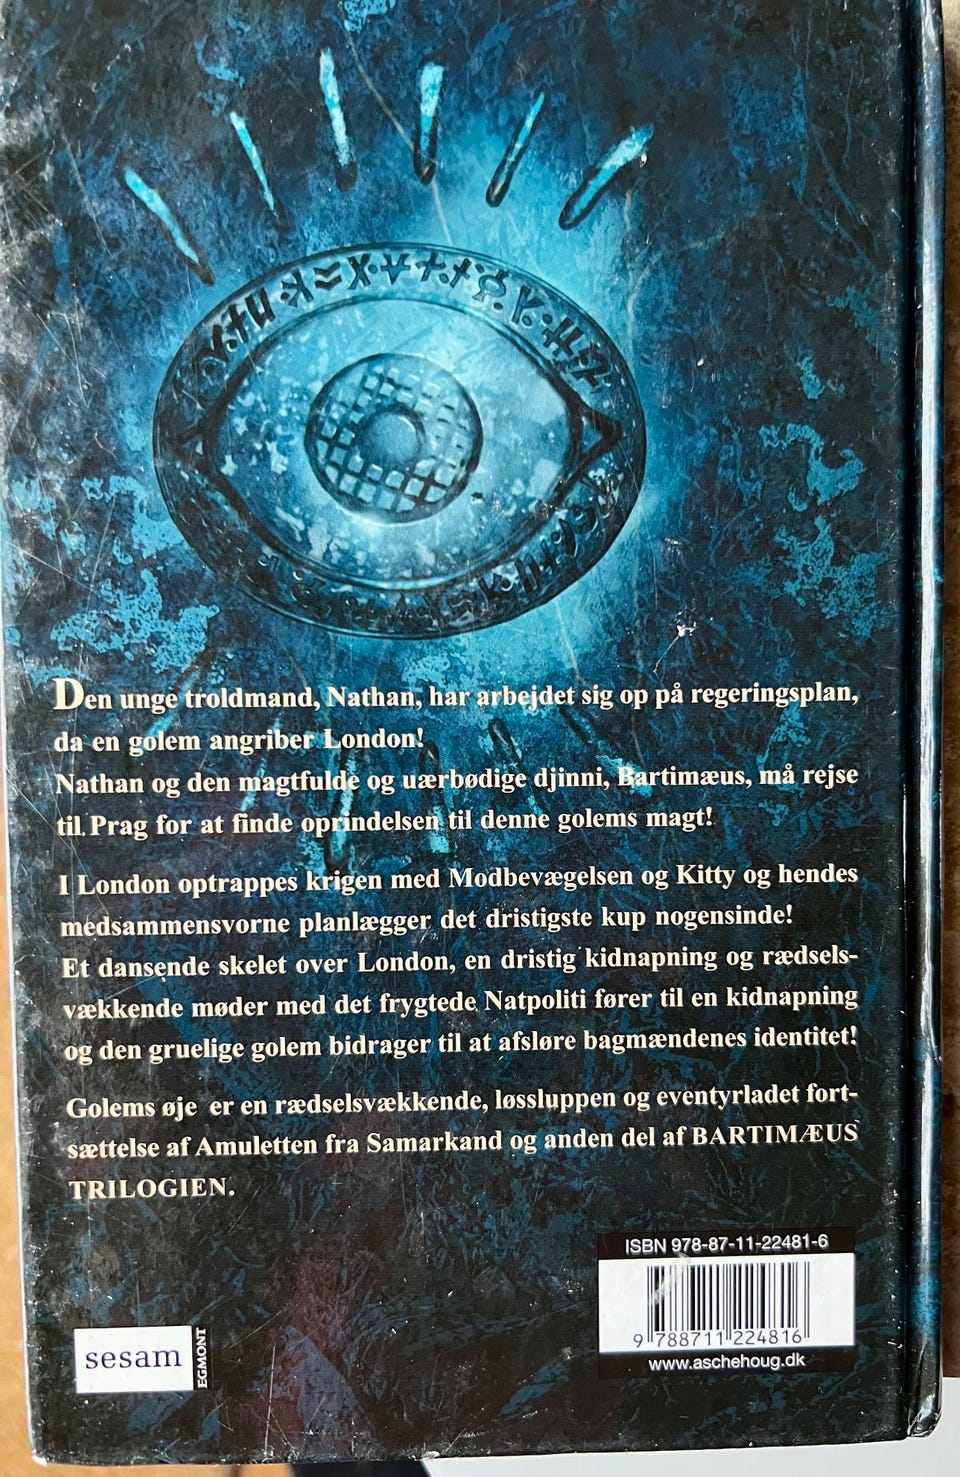 Den unge troldmand, Nathan, har arbejdet sig op på regeringsplan,
da en golem angriber London!
Nathan og den magtfulde og uærbødige djinni, Bartimæus, må rejse
til Prag for at finde oprindelsen til denne golems magt!
I London optrappes krigen med Modbevægelsen og Kitty og hendes
medsammensvorne planlægger det dristigste kup nogensinde!
Et dansende skelet over London, en dristig kidnapning og rædsels-
vækkende møder med det frygtede Natpoliti fører til en kidnapning
og den gruelige golem bidrager til at afsløre bagmændenes identitet!
Golems øje er en rædselsvækkende, løssluppen og eventyrladet fort-
sættelse af Amuletten fra Samarkand og anden del af BARTIMÆUS
TRILOGIEN.
ISBN 978-87-11-22481-6
9 788711 224816
www.aschehoug.dk
sesam
EGMONT